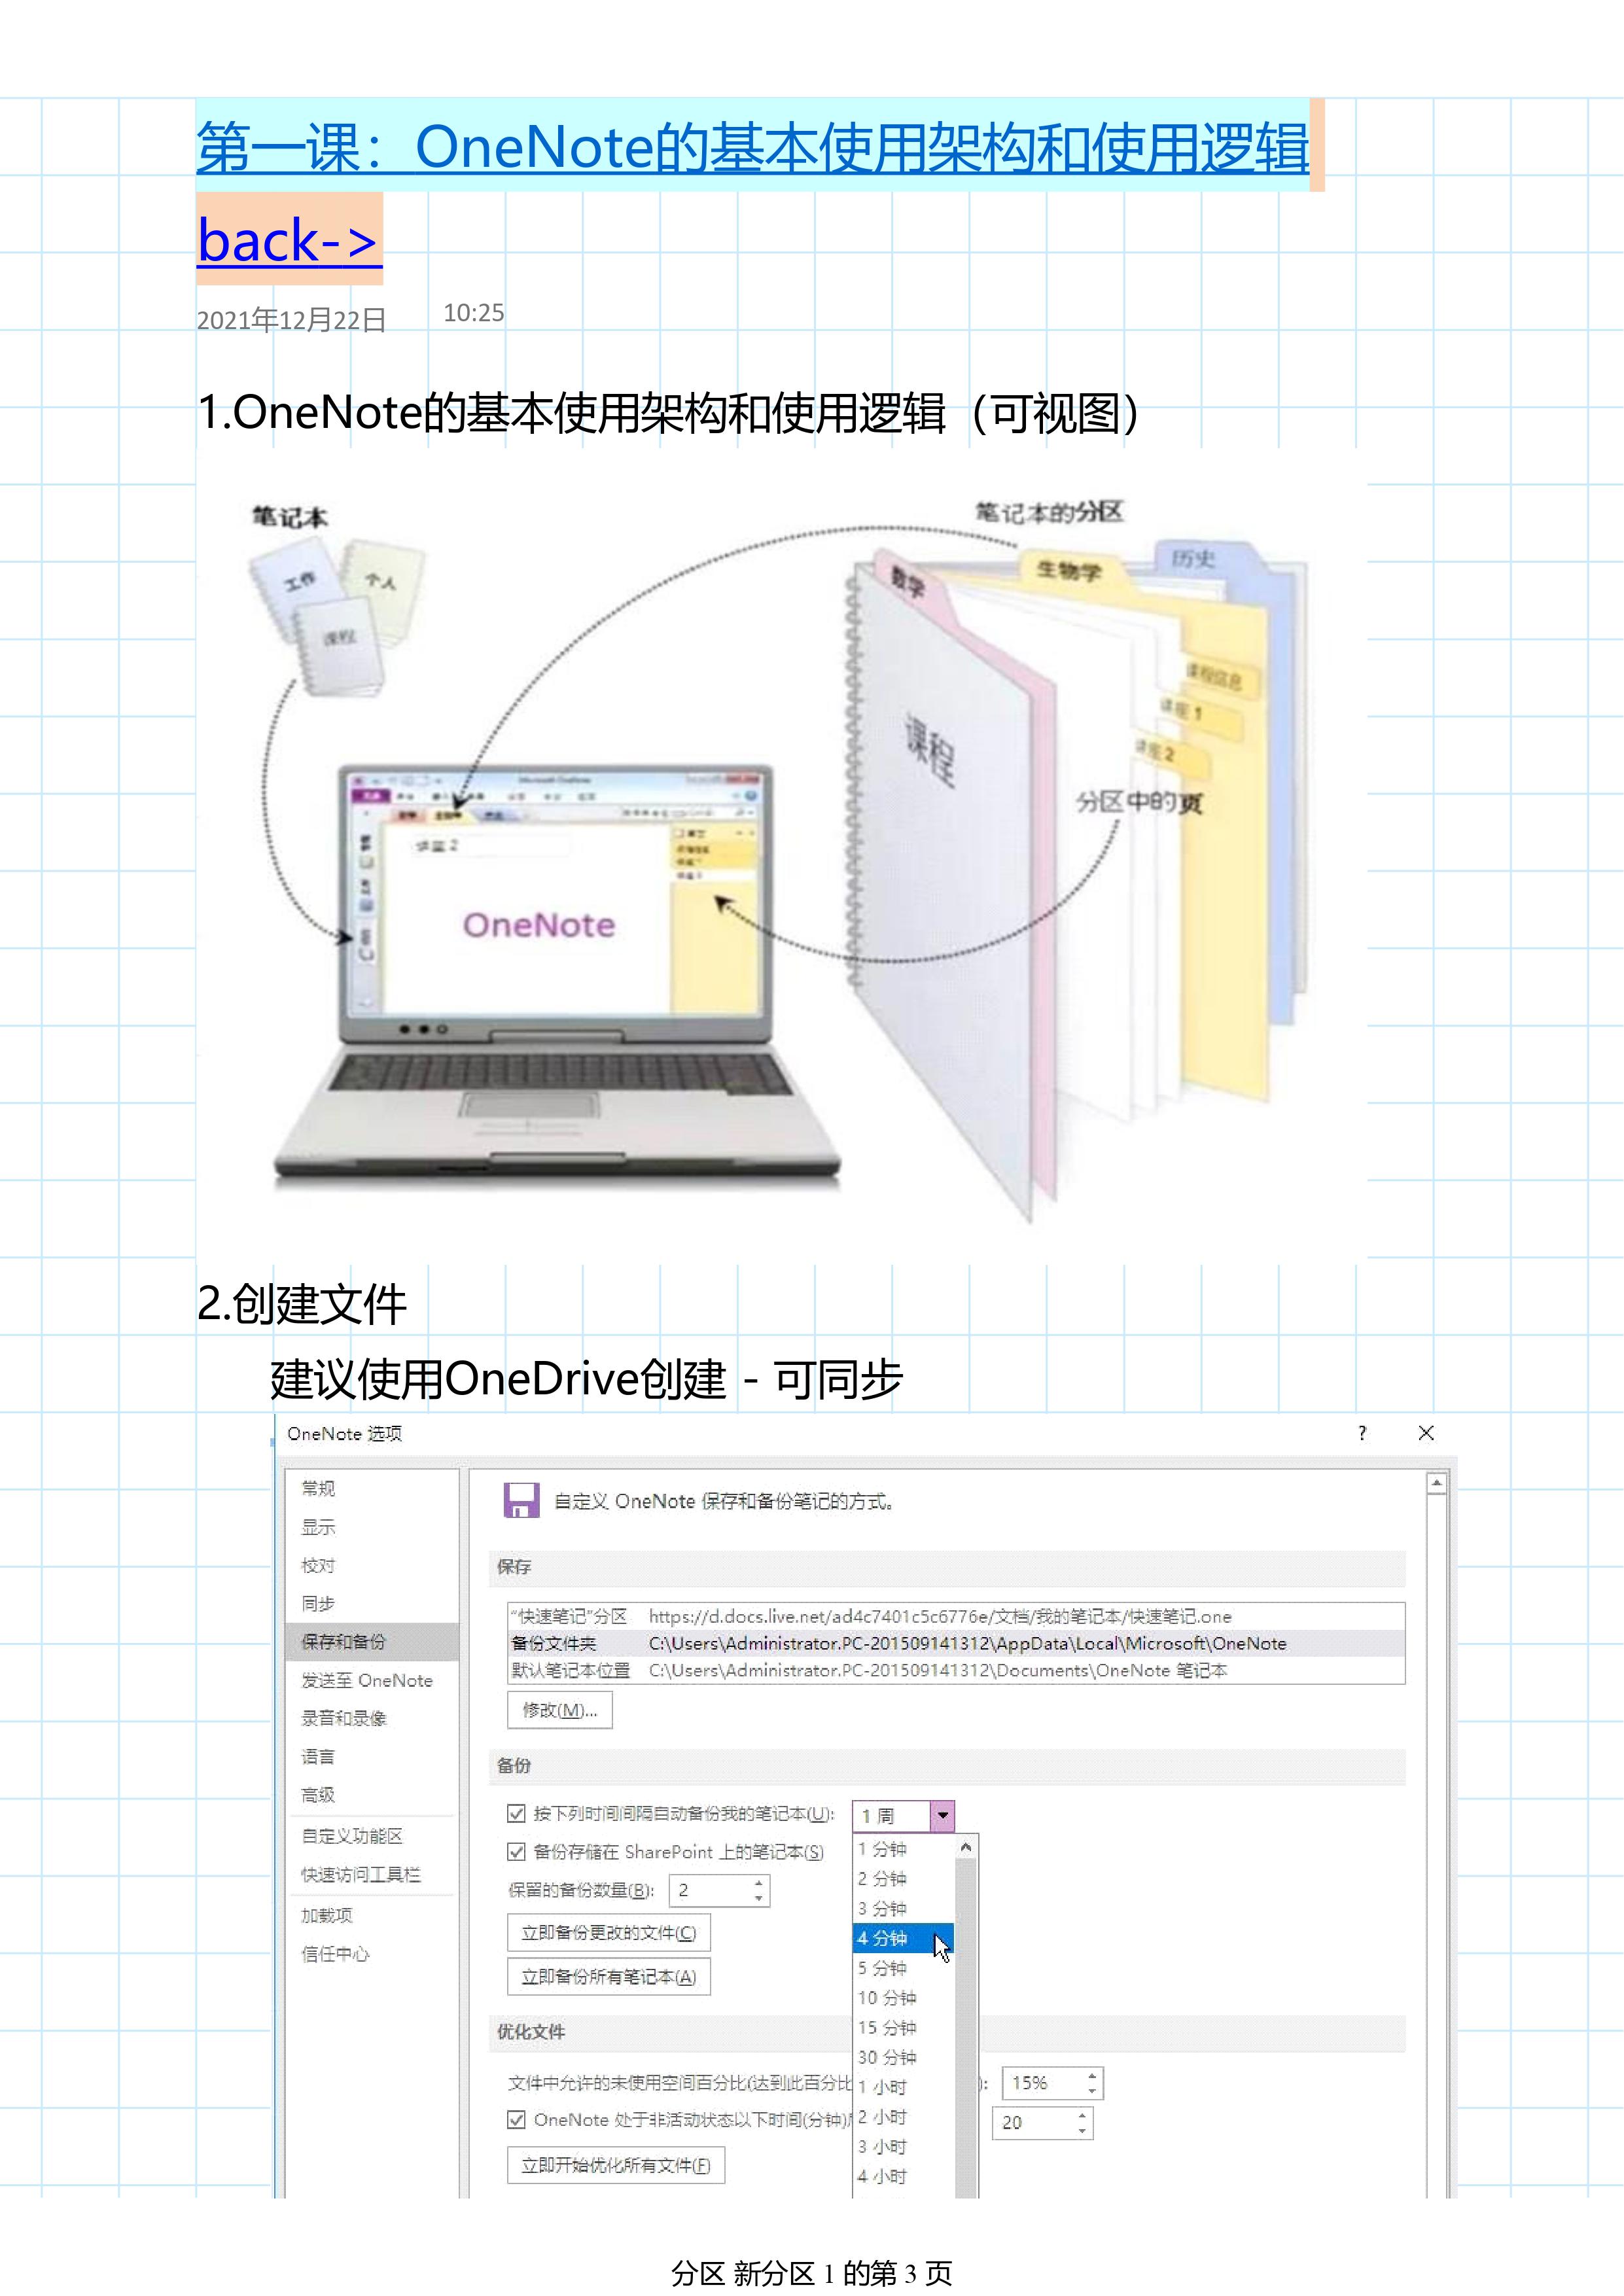 第一课：OneNote的基本使用架构和使用逻辑
back->
2021年12月22日 10:25
1.OneNote的基本使用架构和使用逻辑（可视图）
笔记本
笔记本的分区
工作
个人
课程
数学
生物学
历史
课程信息
讲座 1
讲座 2
课程
分区中的页
Microsoft OneNote
讲座 2
OneNote
2.创建文件
建议使用OneDrive创建 - 可同步
OneNote 选项 ?
常规
显示
校对
同步
保存和备份
发送至 OneNote
录音和录像
语言
高级
自定义功能区
快速访问工具栏
加载项
信任中心
自定义 OneNote 保存和备份笔记的方式。
保存
“快速笔记”分区 https://d.docs.live.net/ad4c7401c5c6776e/文档/我的笔记本/快速笔记.one
备份文件夹 C:\Users\Administrator.PC-201509141312\AppData\Local\Microsoft\OneNote
默认笔记本位置 C:\Users\Administrator.PC-201509141312\Documents\OneNote 笔记本
修改(M)...
备份
按下列时间间隔自动备份我的笔记本(U): 1 周
备份存储在 SharePoint 上的笔记本(S)
保留的备份数量(B): 2
立即备份更改的文件(C)
立即备份所有笔记本(A)
1 分钟
2 分钟
3 分钟
4 分钟
5 分钟
10 分钟
15 分钟
30 分钟
1 小时
2 小时
3 小时
4 小时
优化文件
文件中允许的未使用空间百分比(达到此百分比 ): 15%
OneNote 处于非活动状态以下时间(分钟) 20
立即开始优化所有文件(F)
分区 新分区 1 的第 3 页